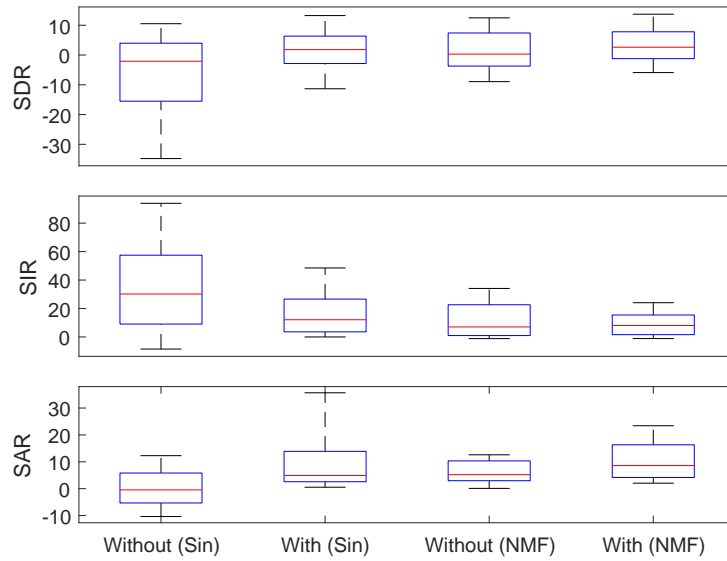 SDR
10
0
-10
-20
-30
SIR
80
60
40
20
0
SAR
30
20
10
0
-10
Without (Sin)
With (Sin)
Without (NMF)
With (NMF)